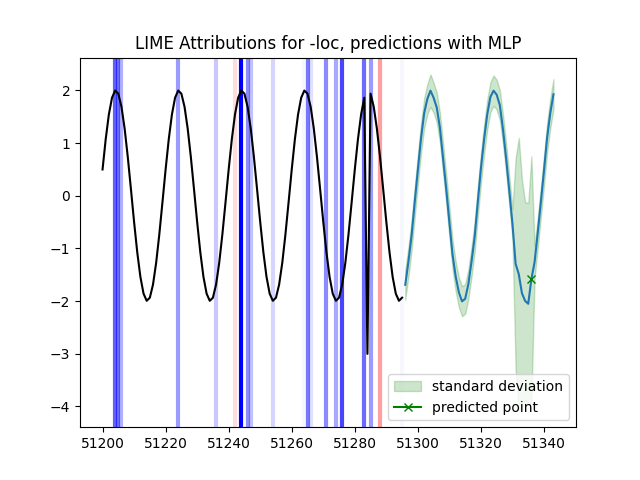 LIME Attributions for -loc, predictions with MLP
2
1
0
−1
−2
−3
−4
standard deviation
predicted point
51200 51220 51240 51260 51280 51300 51320 51340